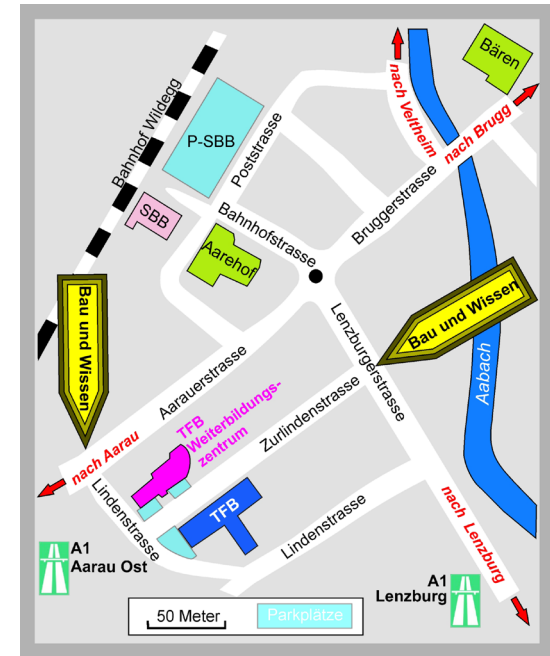 Bären
nach Veltheim
nach Brugg
Bahnhof Wildegg
P-SBB
Poststrasse
SBB
Bahnhofstrasse
Bruggerstrasse
Aarehof
Bau und Wissen
Bau und Wissen
Aabach
Lenzburgerstrasse
Aarauerstrasse
Zurlindenstrasse
TFB
Weiterbildungs-
zentrum
nach Aarau
Lindenstrasse
TFB
Lindenstrasse
nach Lenzburg
A1
Aarau Ost
A1
Lenzburg
50 Meter
Parkplätze